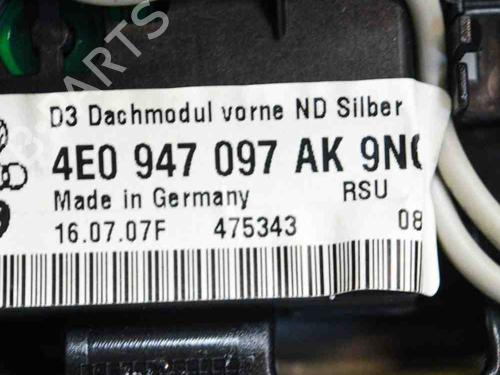 D3 Dachmodul vorne ND Silber
4E0 947 097 AK 9N
Made in Germany RSU
16.07.07F 475343 08